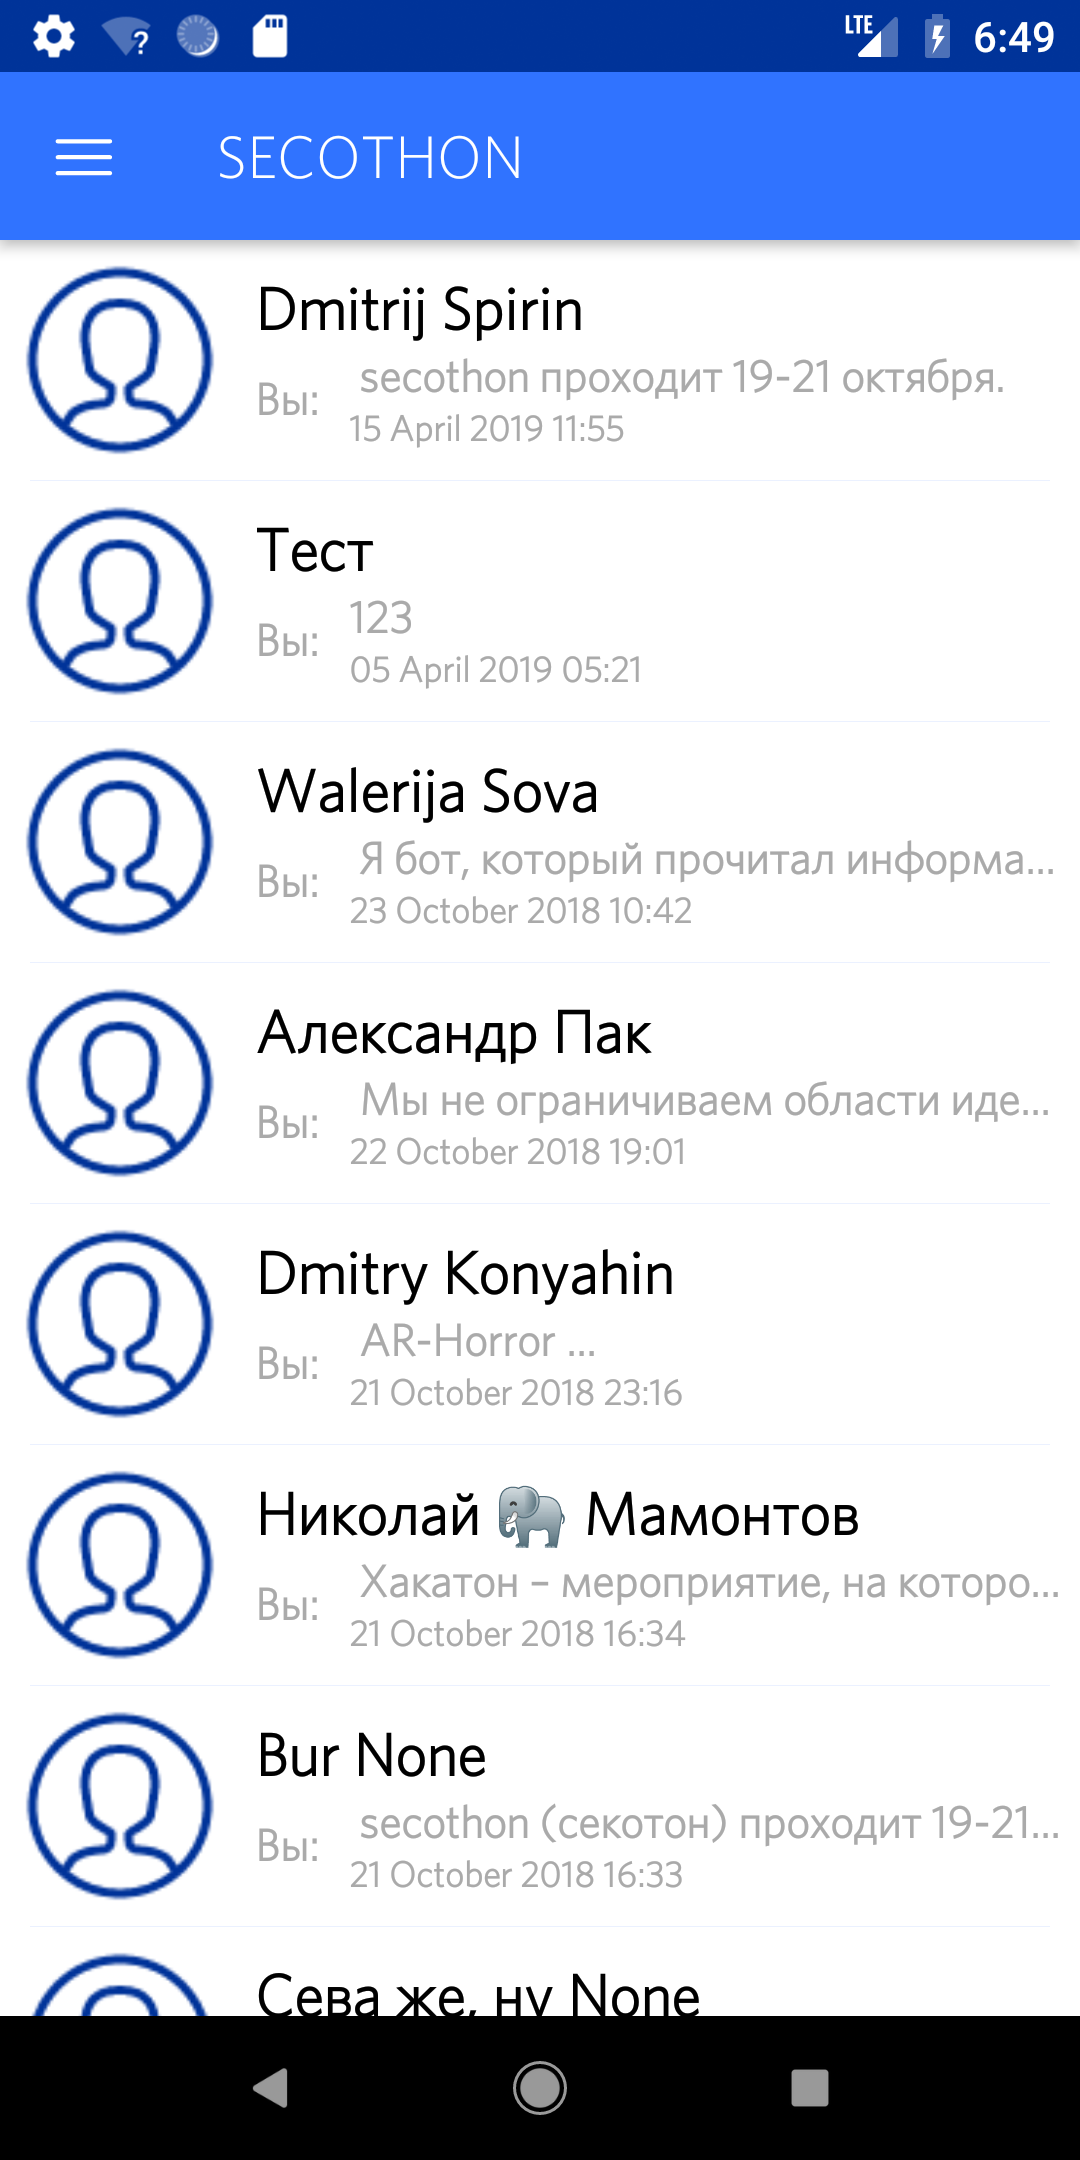 LTE 6:49
SECOTHON
Dmitrij Spirin
Вы: secothon проходит 19-21 октября.
15 April 2019 11:55
Тест
Вы: 123
05 April 2019 05:21
Walerija Sova
Вы: Я бот, который прочитал информа...
23 October 2018 10:42
Александр Пак
Вы: Мы не ограничиваем области иде...
22 October 2018 19:01
Dmitry Konyahin
Вы: AR-Horror ...
21 October 2018 23:16
Николай 🐘 Мамонтов
Вы: Хакатон – мероприятие, на которо...
21 October 2018 16:34
Bur None
Вы: secothon (секотон) проходит 19-21...
21 October 2018 16:33
Сева же, ну None